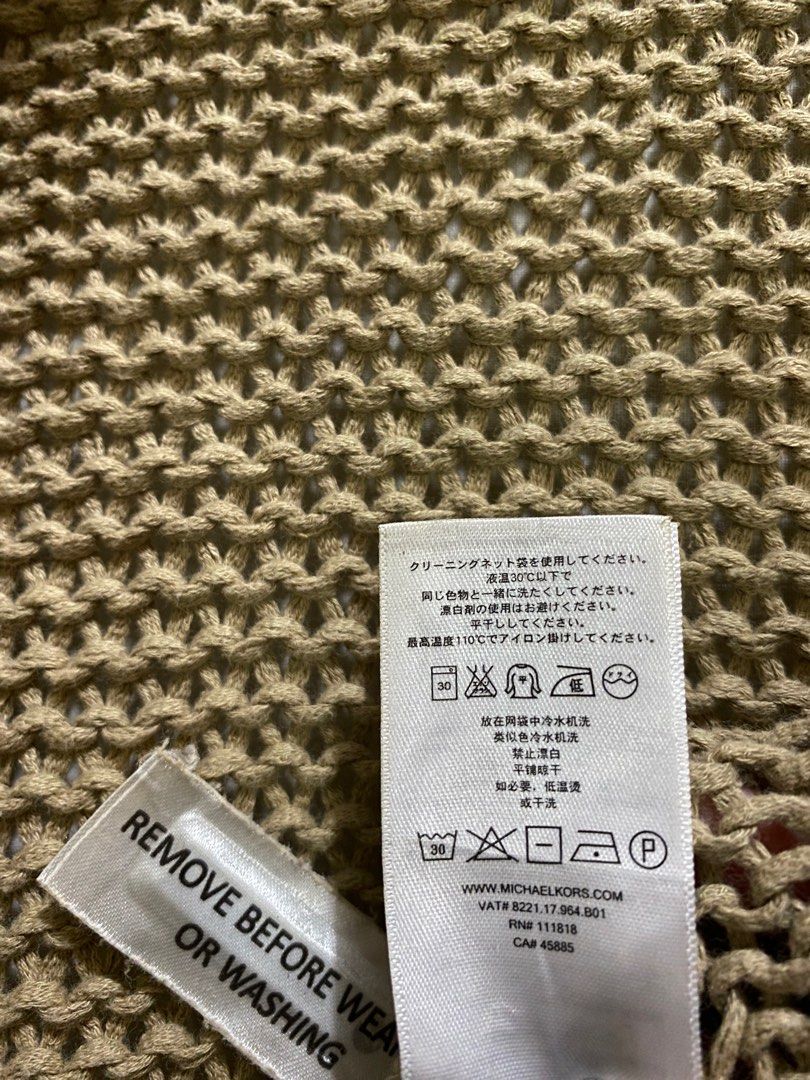 クリーニングネット袋を使用してください。
液温30℃以下で
同じ色物と一緒に洗たくしてください。
漂白剤の使用はお避けください。
平干ししてください。
最高温度110℃でアイロン掛けしてください。
30 平 低 ドライ
放在网袋中冷水机洗
类似色冷水机洗
禁止漂白
平铺晾干
如必要，低温烫
或干洗
30 P
WWW.MICHAELKORS.COM
VAT# 8221.17.964.B01
RN# 111818
CA# 45885
REMOVE BEFORE WEA
OR WASHING